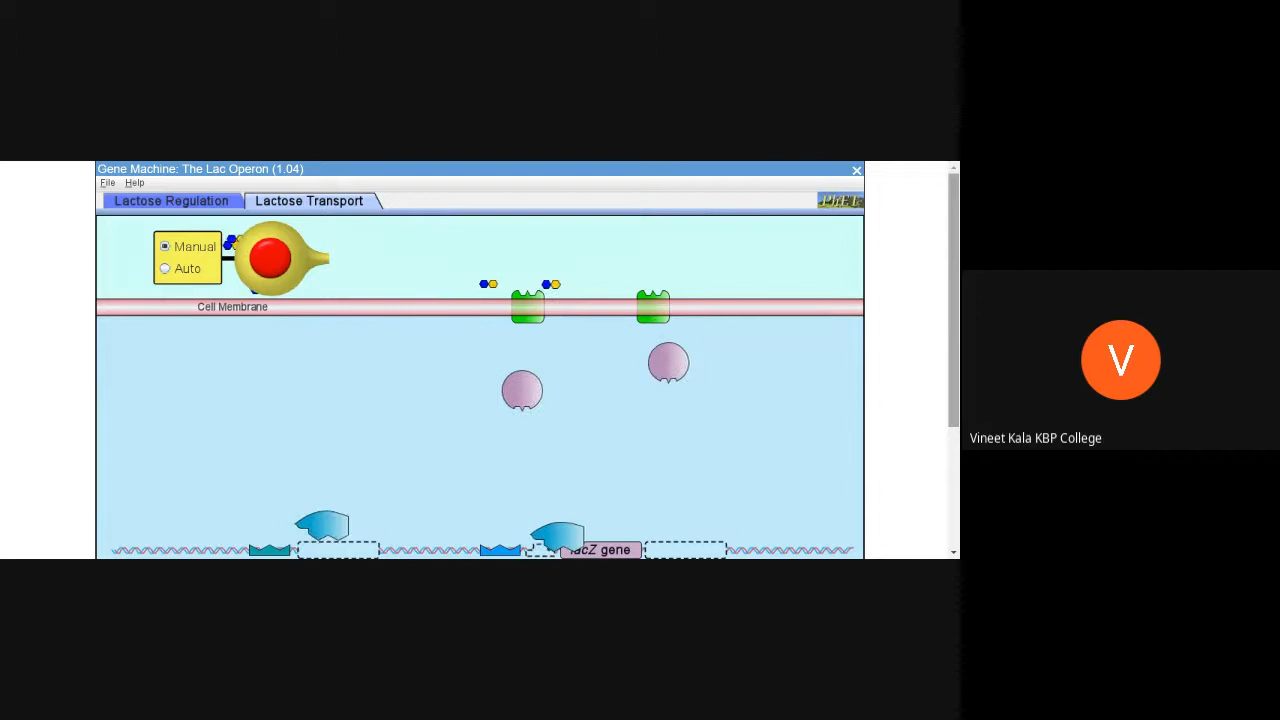 Gene Machine: The Lac Operon (1.04)
File Help
Lactose Regulation Lactose Transport
PhET
Manual
Auto
Cell Membrane
lacZ gene
V
Vineet Kala KBP College